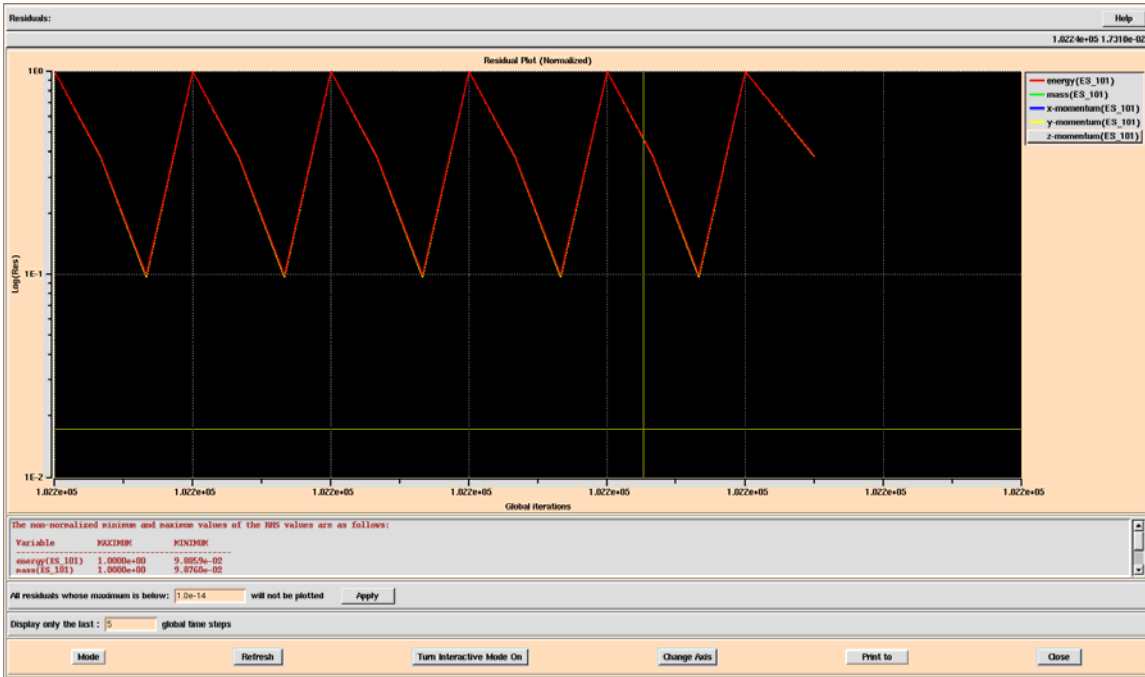 Residuals:
Help
1.0224e+05 1.7310e-02
Residual Plot (Normalized)
1E0
1E-1
1E-2
Log(Res)
energy(ES_101)
mass(ES_101)
x-momentum(ES_101)
y-momentum(ES_101)
z-momentum(ES_101)
1.022e+05 1.022e+05 1.022e+05 1.022e+05 1.022e+05 1.022e+05 1.022e+05 1.022e+05
Global iterations
The non-normalized minimum and maximum values of the RHS values are as follows:
Variable MAXIMUM MINIMUM
energy(ES_101) 1.0000e+00 9.8859e-02
mass(ES_101) 1.0000e+00 9.8760e-02
All residuals whose maximum is below: 1.0e-14 will not be plotted Apply
Display only the last : 5 global time steps
Mode Refresh Turn Interactive Mode On Change Axis Print to Close